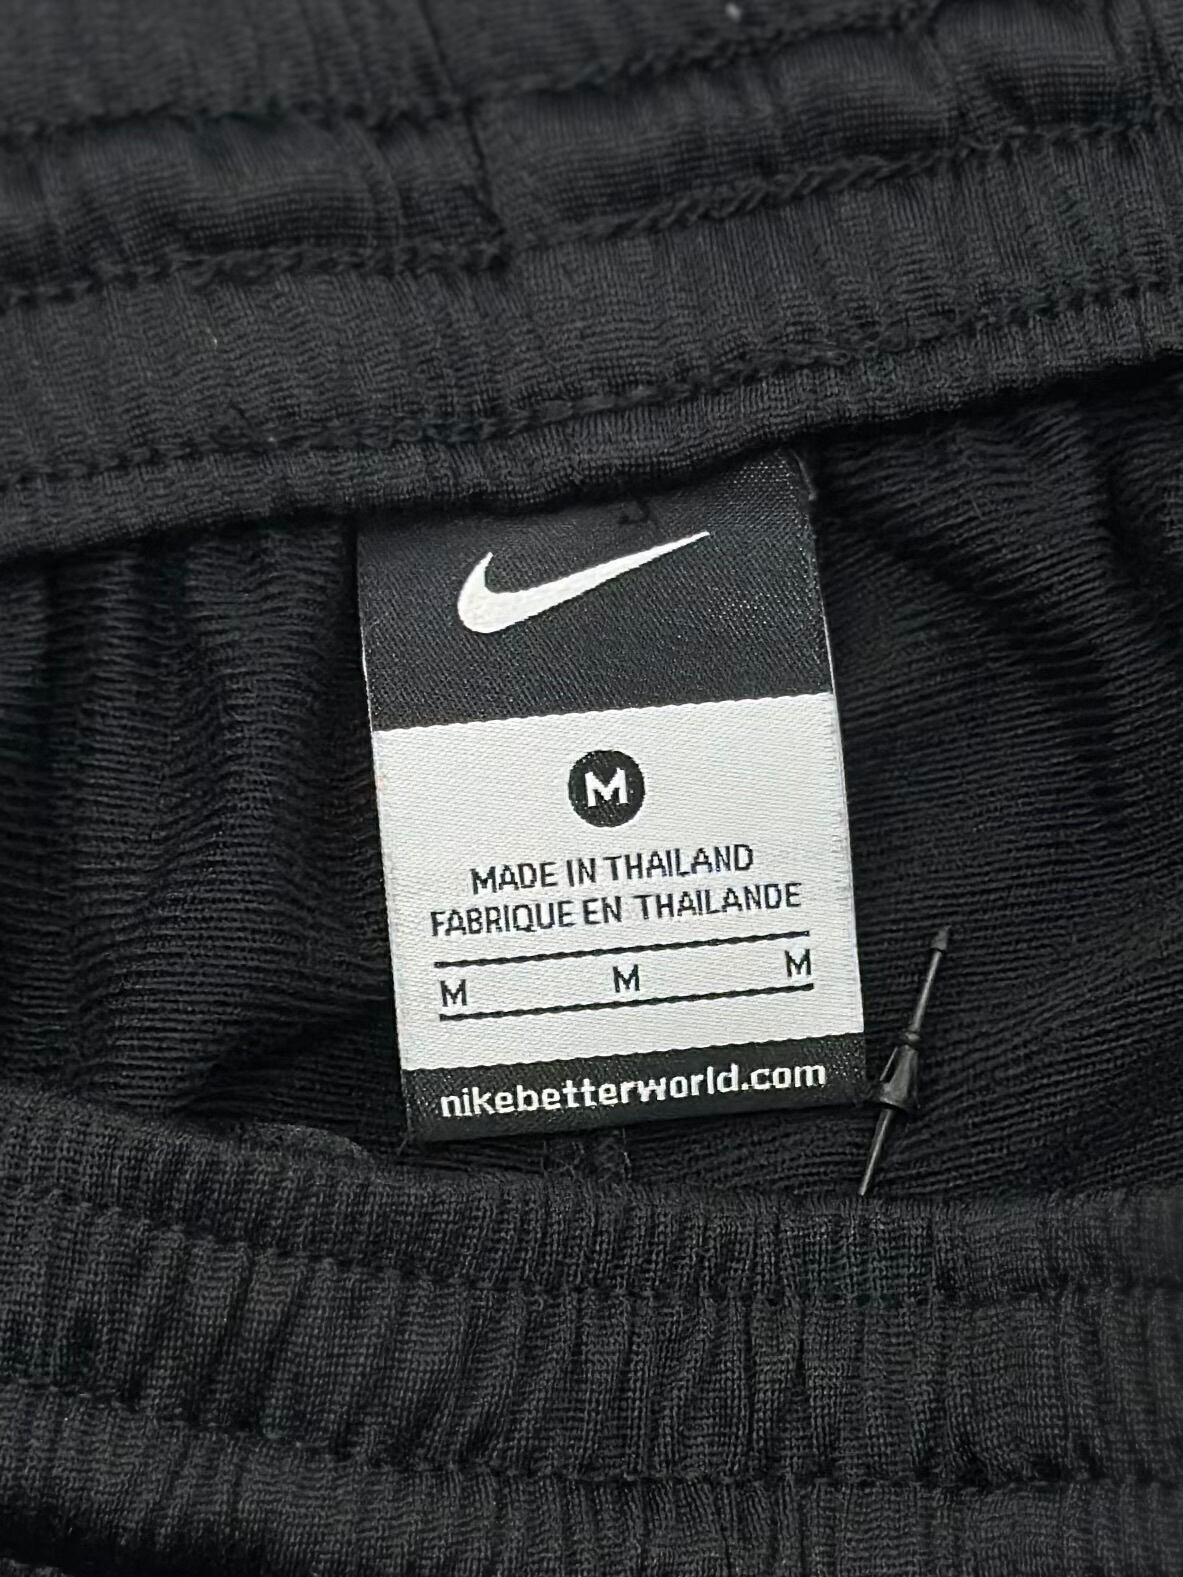 M
MADE IN THAILAND
FABRIQUE EN THAILANDE
M M M
nikebetterworld.com